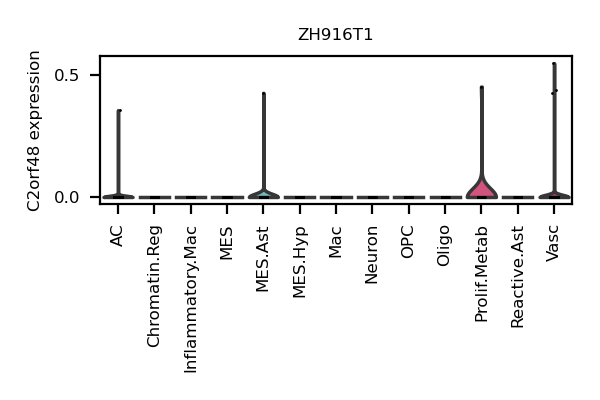 ZH916T1
C2orf48 expression
0.5
0.0
AC
Chromatin.Reg
Inflammatory.Mac
MES
MES.Ast
MES.Hyp
Mac
Neuron
OPC
Oligo
Prolif.Metab
Reactive.Ast
Vasc